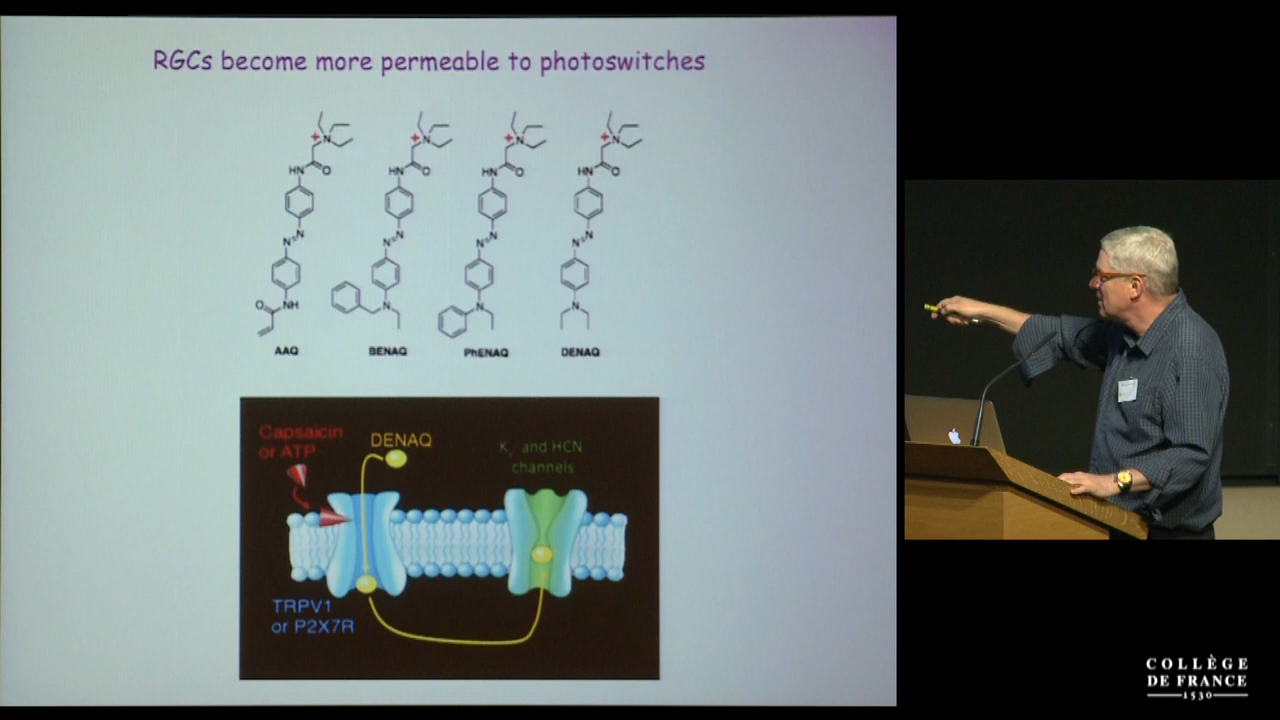 RGCs become more permeable to photoswitches
+
N
HN
O
N
N
O
NH
AAQ
+
N
HN
O
N
N
N
BENAQ
+
N
HN
O
N
N
N
PhENAQ
+
N
HN
O
N
N
N
DENAQ
Capsaicin
or ATP
DENAQ
Kv and HCN
channels
TRPV1
or P2X7R
COLLÈGE
DE FRANCE
1530